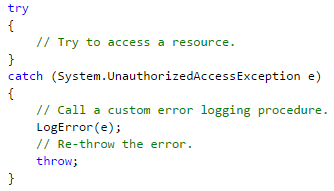 try
{
    // Try to access a resource.
}
catch (System.UnauthorizedAccessException e)
{
    // Call a custom error logging procedure.
    LogError(e);
    // Re-throw the error.
    throw;
}